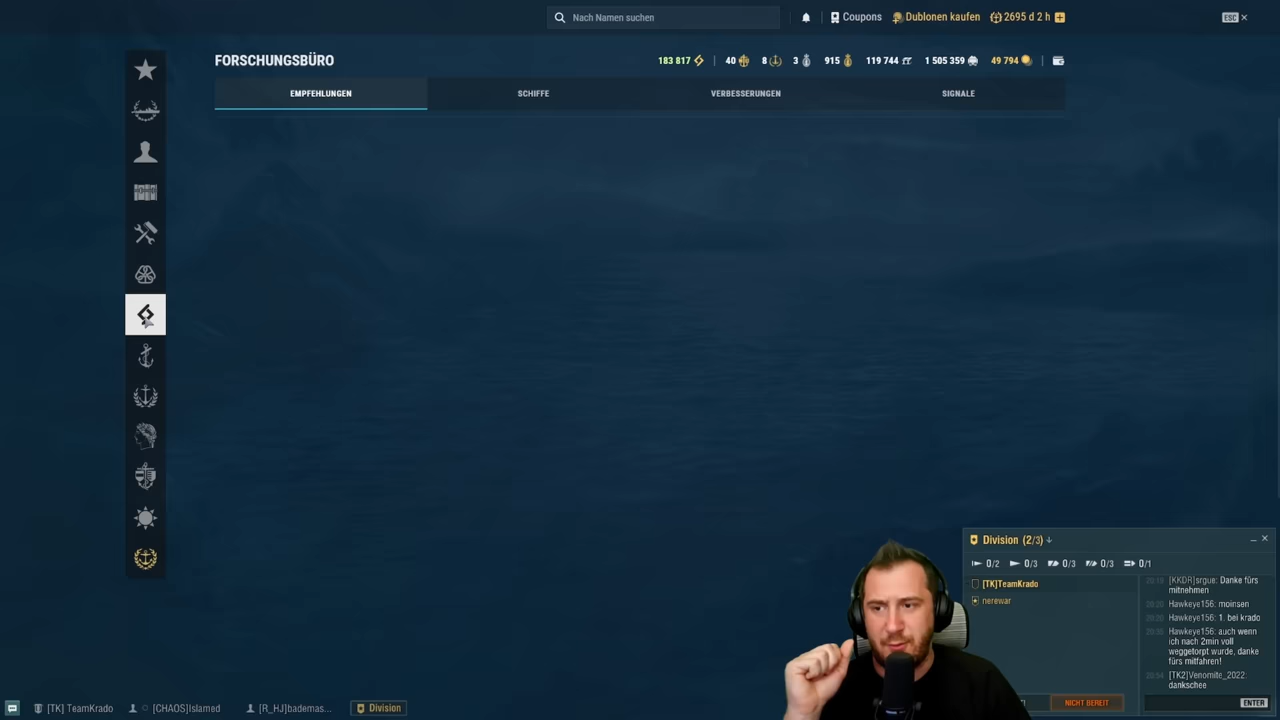 Nach Namen suchen
Coupons
Dublonen kaufen
2695 d 2 h
ESC
FORSCHUNGSBÜRO
183 817
40
8
3
915
119 744
1 505 359
49 794
EMPFEHLUNGEN
SCHIFFE
VERBESSERUNGEN
SIGNALE
Division (2/3)
0/2
0/3
0/3
0/3
0/1
[TK]TeamKrado
nerewar
[KKDR]srgue: Danke fürs
mitnehmen
Hawkeye156: moinsen
Hawkeye156: 1. bei krado
Hawkeye156: auch wenn
ich nach 2min voll
weggetorpt wurde, danke
fürs mitfahren!
[TK2]Venomite_2022:
dankschee
NICHT BEREIT
ENTER
[TK] TeamKrado
[CHAOS]Islamed
[R_HJ]bademas...
Division